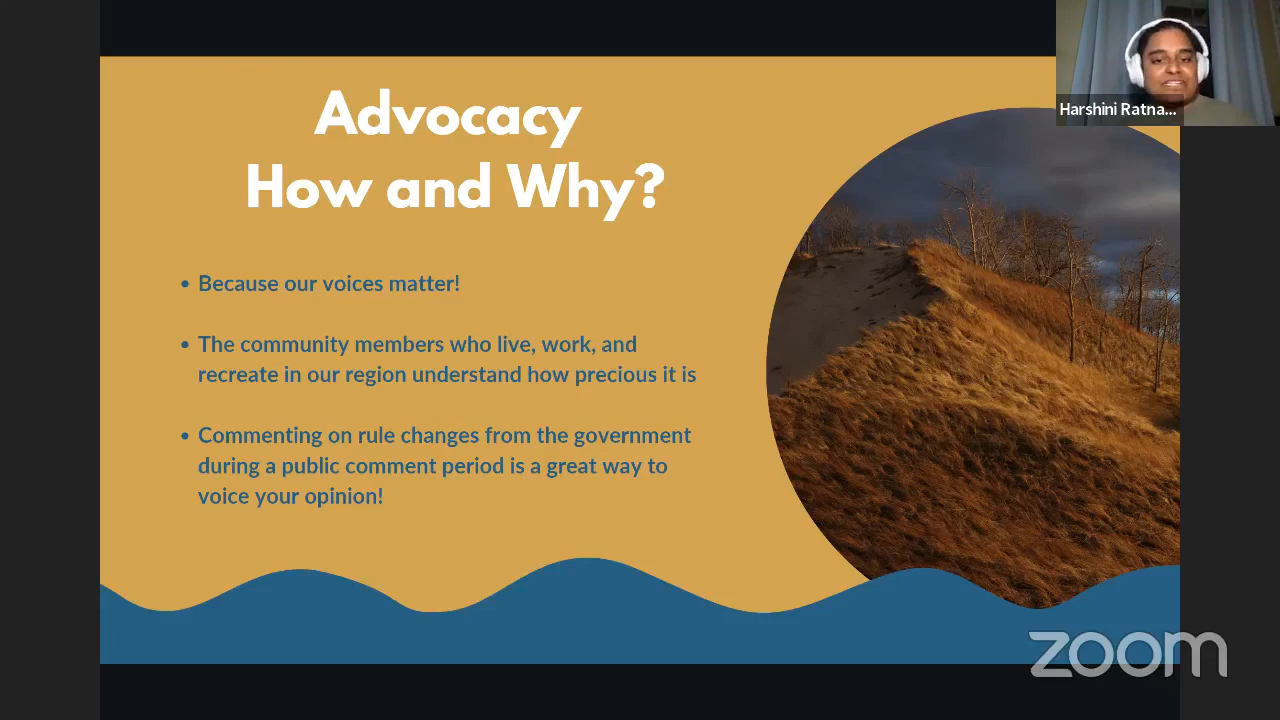 Advocacy
How and Why?
• Because our voices matter!
• The community members who live, work, and
recreate in our region understand how precious it is
• Commenting on rule changes from the government
during a public comment period is a great way to
voice your opinion!
Harshini Ratna...
zoom